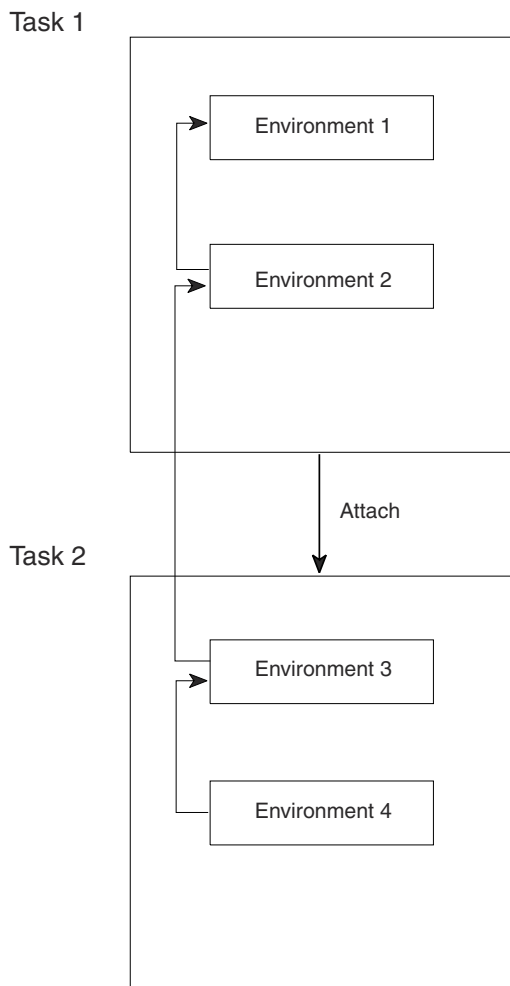 Task 1
Environment 1
Environment 2
Attach
Task 2
Environment 3
Environment 4